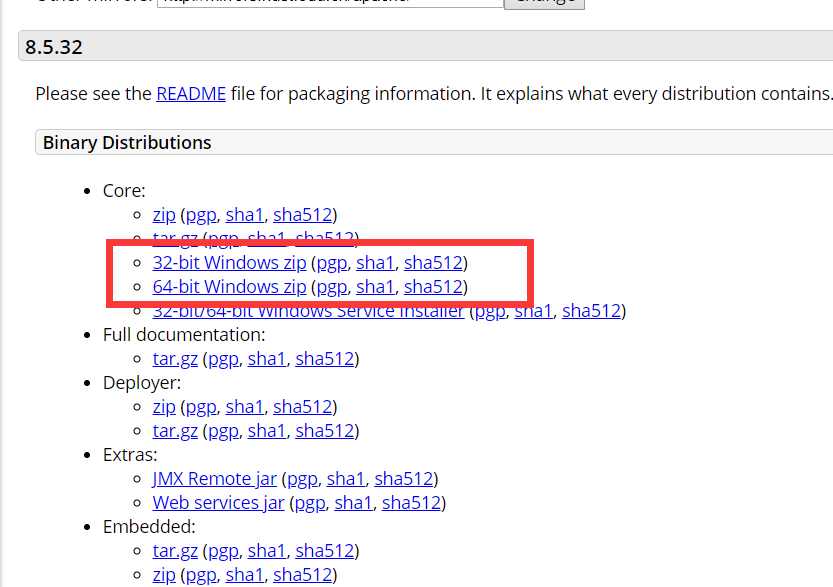 8.5.32
Please see the README file for packaging information. It explains what every distribution contains.
Binary Distributions
Core:
zip (pgp, sha1, sha512)
tar.gz (pgp, sha1, sha512)
32-bit Windows zip (pgp, sha1, sha512)
64-bit Windows zip (pgp, sha1, sha512)
32-bit/64-bit Windows Service Installer (pgp, sha1, sha512)
Full documentation:
tar.gz (pgp, sha1, sha512)
Deployer:
zip (pgp, sha1, sha512)
tar.gz (pgp, sha1, sha512)
Extras:
JMX Remote jar (pgp, sha1, sha512)
Web services jar (pgp, sha1, sha512)
Embedded:
tar.gz (pgp, sha1, sha512)
zip (pgp, sha1, sha512)